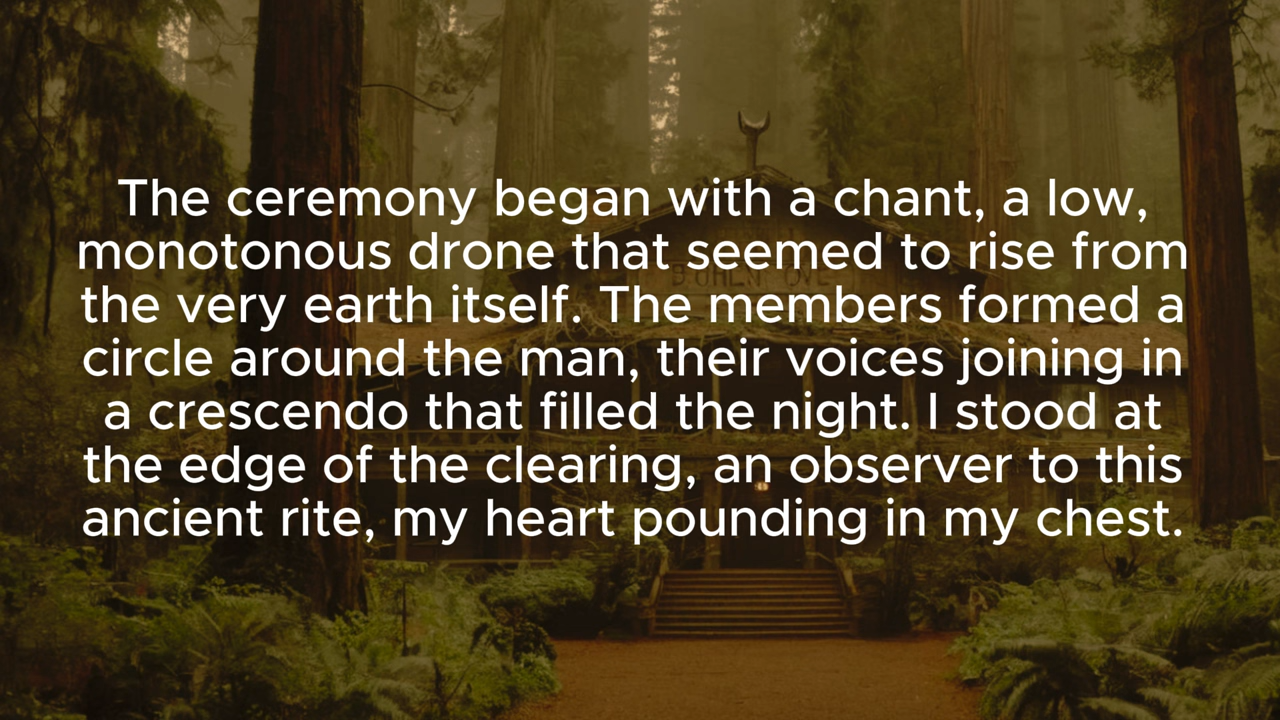 The ceremony began with a chant, a low,
monotonous drone that seemed to rise from
the very earth itself. The members formed a
circle around the man, their voices joining in
a crescendo that filled the night. I stood at
the edge of the clearing, an observer to this
ancient rite, my heart pounding in my chest.